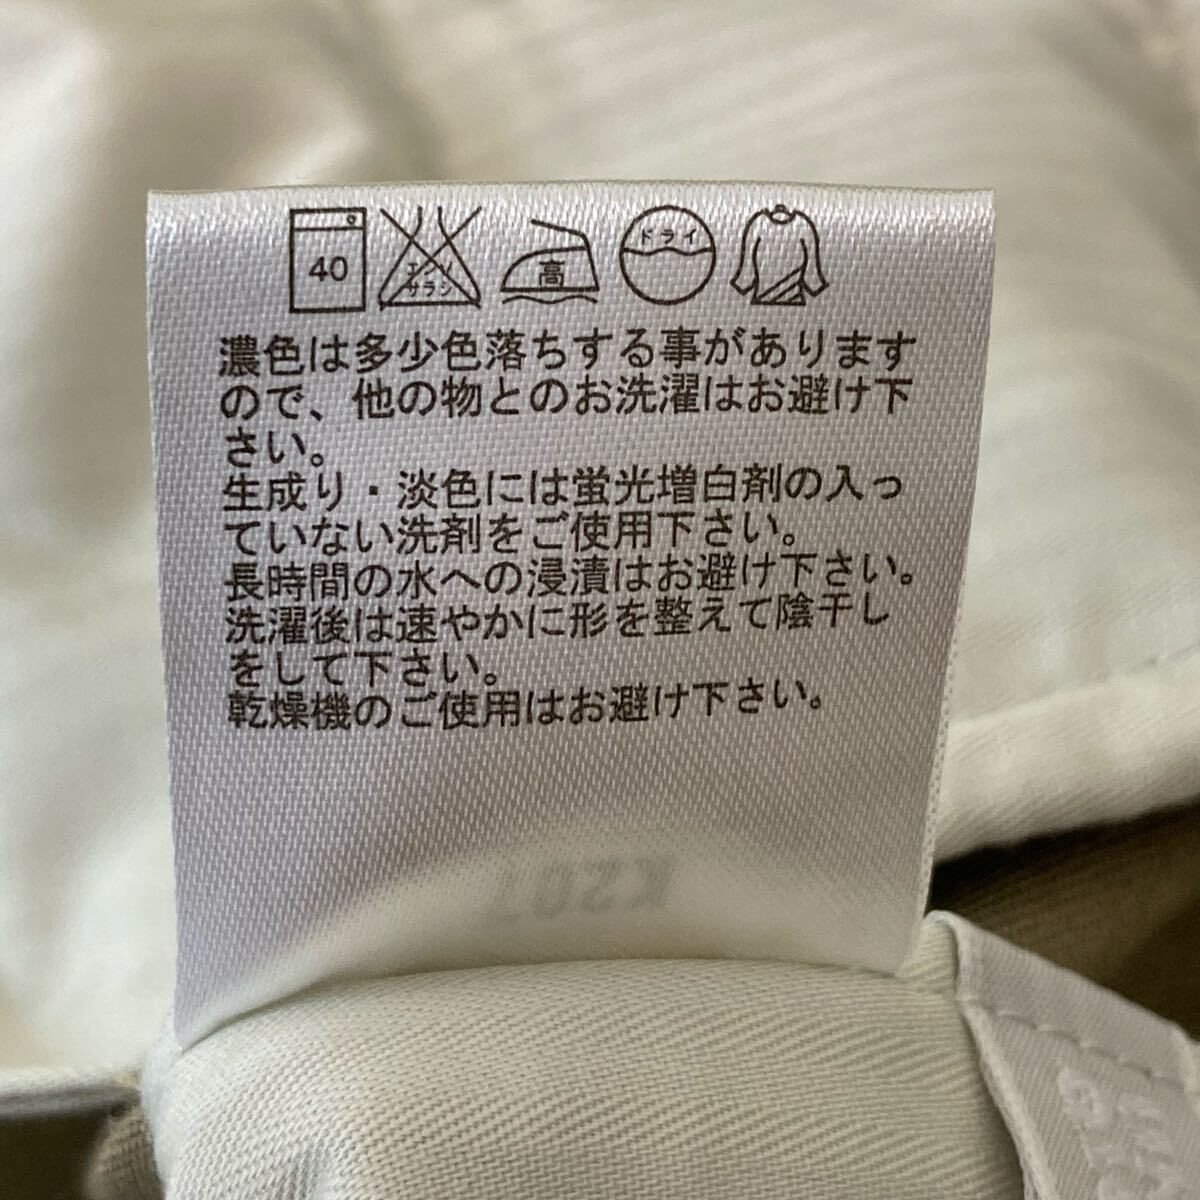 40 エンソサラシ 高 ドライ
濃色は多少色落ちする事があります
ので、他の物とのお洗濯はお避け下
さい。
生成り・淡色には蛍光増白剤の入っ
ていない洗剤をご使用下さい。
長時間の水への浸漬はお避け下さい。
洗濯後は速やかに形を整えて陰干し
をして下さい。
乾燥機のご使用はお避け下さい。